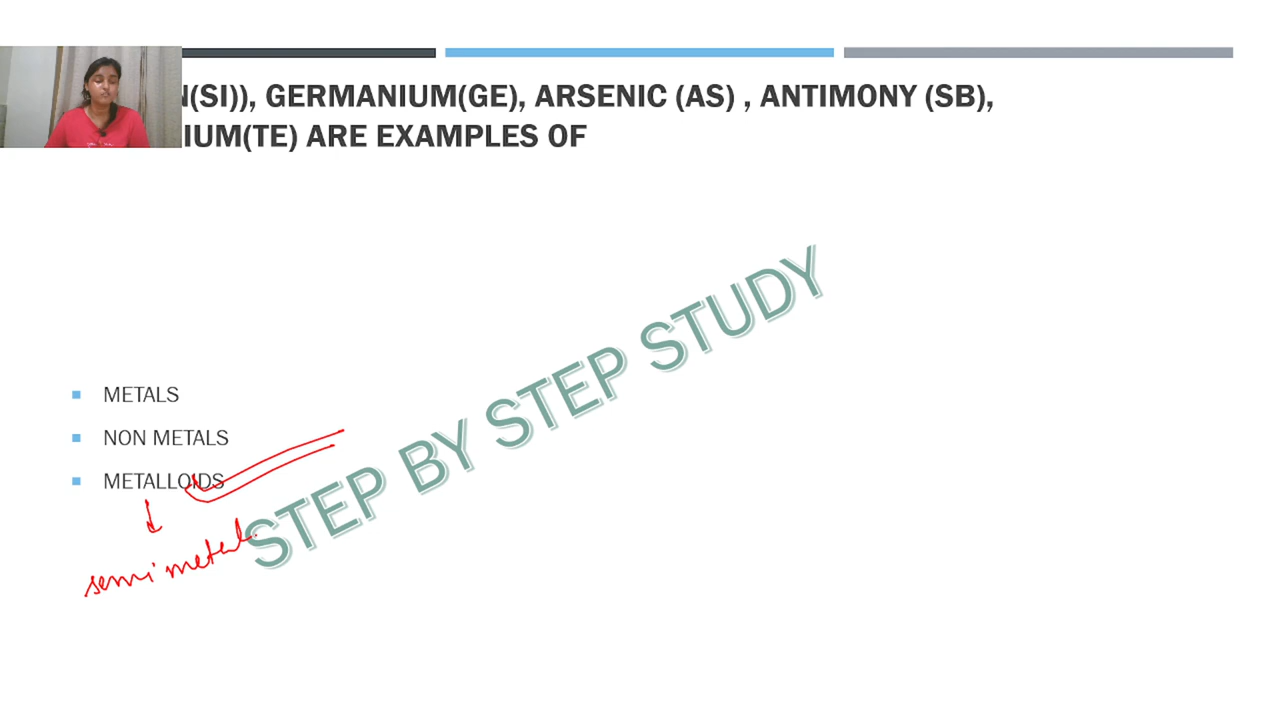 N(SI)), GERMANIUM(GE), ARSENIC (AS) , ANTIMONY (SB),
IUM(TE) ARE EXAMPLES OF
METALS
NON METALS
METALLOIDS
semi metal.
STEP BY STEP STUDY